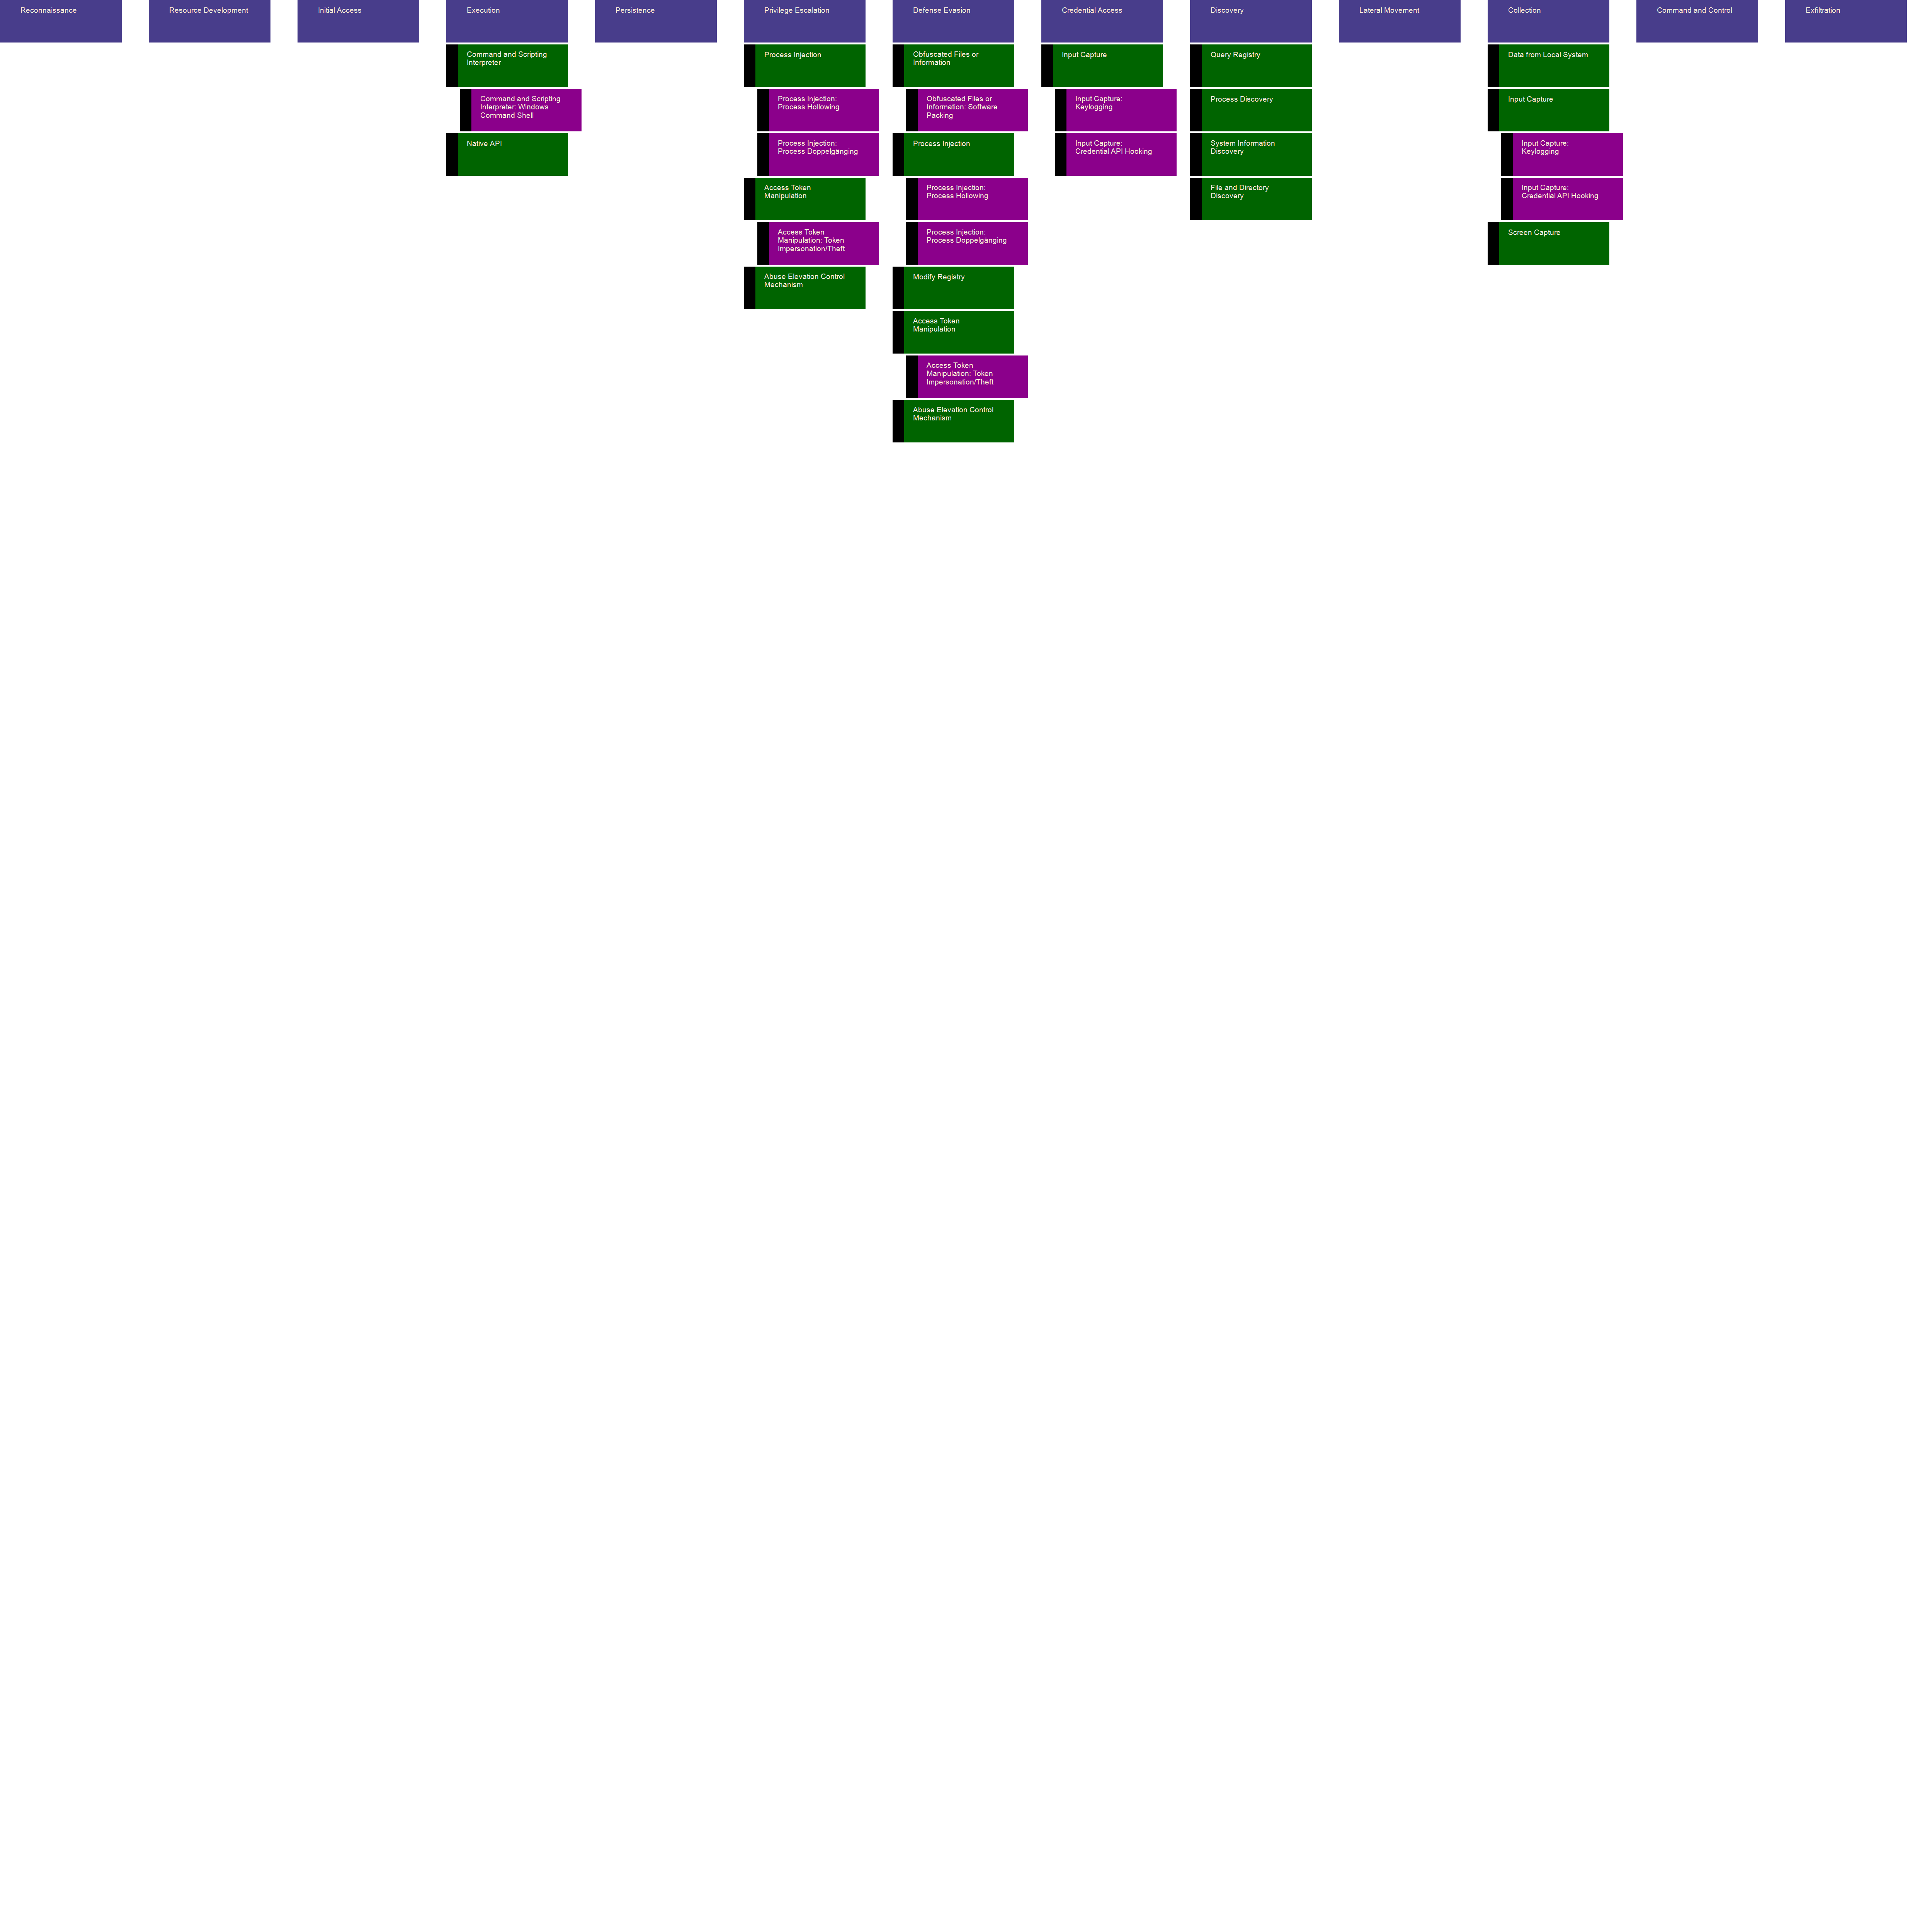 Reconnaissance
Resource Development
Initial Access
Execution
Persistence
Privilege Escalation
Defense Evasion
Credential Access
Discovery
Lateral Movement
Collection
Command and Control
Exfiltration
Command and Scripting
Interpreter
Command and Scripting
Interpreter: Windows
Command Shell
Native API
Process Injection
Process Injection:
Process Hollowing
Process Injection:
Process Doppelgänging
Access Token
Manipulation
Access Token
Manipulation: Token
Impersonation/Theft
Abuse Elevation Control
Mechanism
Obfuscated Files or
Information
Obfuscated Files or
Information: Software
Packing
Process Injection
Process Injection:
Process Hollowing
Process Injection:
Process Doppelgänging
Modify Registry
Access Token
Manipulation
Access Token
Manipulation: Token
Impersonation/Theft
Abuse Elevation Control
Mechanism
Input Capture
Input Capture:
Keylogging
Input Capture:
Credential API Hooking
Query Registry
Process Discovery
System Information
Discovery
File and Directory
Discovery
Data from Local System
Input Capture
Input Capture:
Keylogging
Input Capture:
Credential API Hooking
Screen Capture